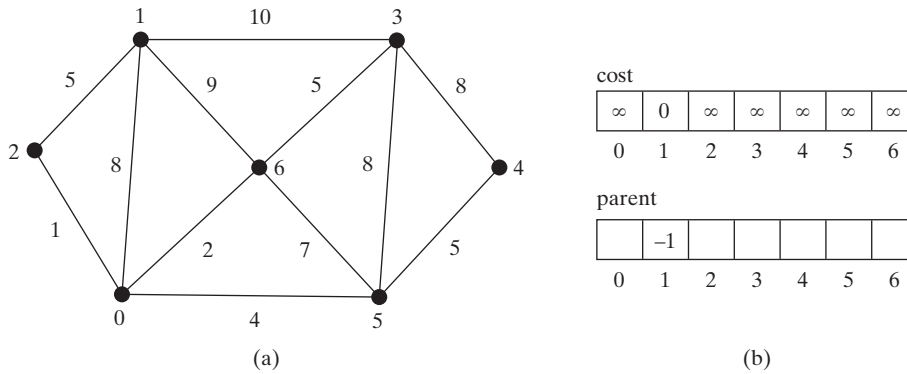 1 10 3
5 9 5 8
2 8 6 8 4
1 2 7 5
0 4 5
(a)
cost
∞ 0 ∞ ∞ ∞ ∞ ∞
0 1 2 3 4 5 6
parent
–1
0 1 2 3 4 5 6
(b)